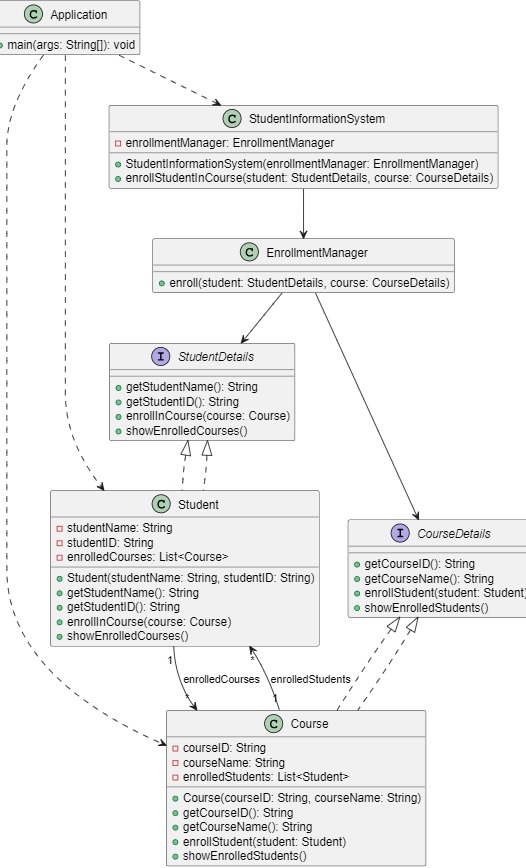 C Application
main(args: String[]): void
C StudentInformationSystem
enrollmentManager: EnrollmentManager
StudentInformationSystem(enrollmentManager: EnrollmentManager)
enrollStudentInCourse(student: StudentDetails, course: CourseDetails)
C EnrollmentManager
enroll(student: StudentDetails, course: CourseDetails)
I StudentDetails
getStudentName(): String
getStudentID(): String
enrollInCourse(course: Course)
showEnrolledCourses()
C Student
studentName: String
studentID: String
enrolledCourses: List<Course>
Student(studentName: String, studentID: String)
getStudentName(): String
getStudentID(): String
enrollInCourse(course: Course)
showEnrolledCourses()
I CourseDetails
getCourseID(): String
getCourseName(): String
enrollStudent(student: Student)
showEnrolledStudents()
1 *
enrolledCourses enrolledStudents
* 1
C Course
courseID: String
courseName: String
enrolledStudents: List<Student>
Course(courseID: String, courseName: String)
getCourseID(): String
getCourseName(): String
enrollStudent(student: Student)
showEnrolledStudents()